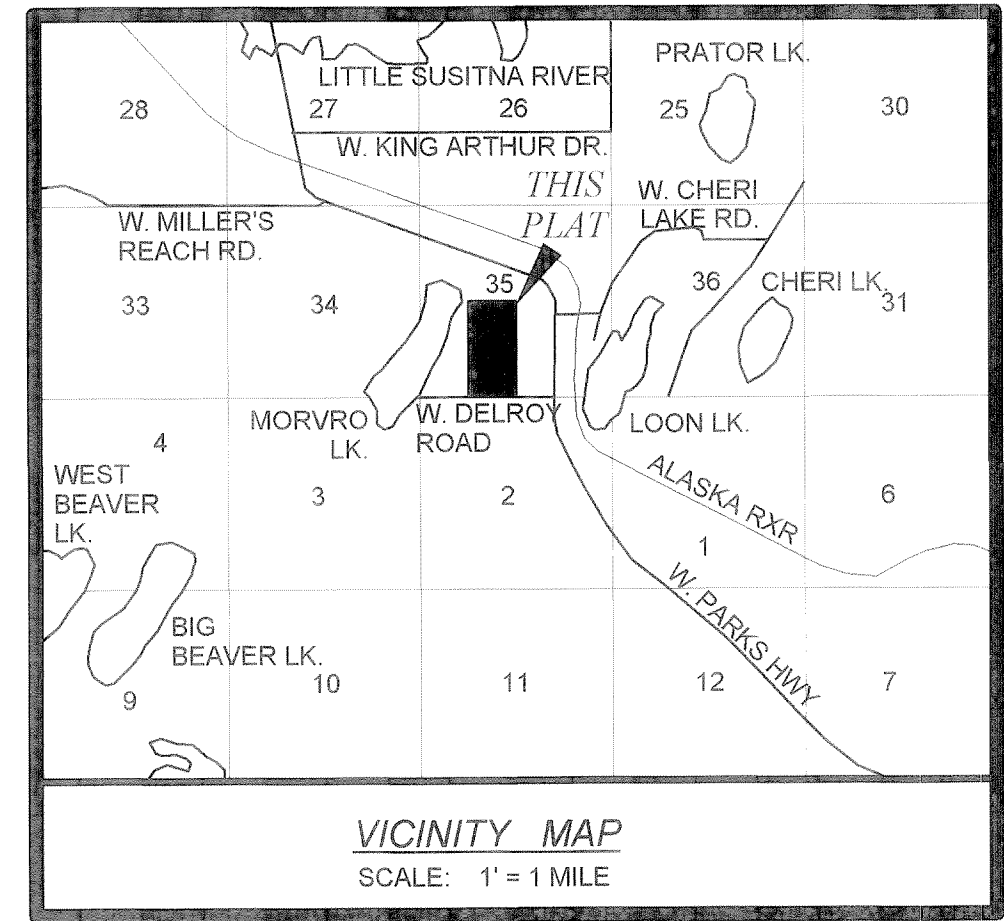 PRATOR LK.
LITTLE SUSITNA RIVER
28
27
26
25
30
W. KING ARTHUR DR.
THIS
PLAT
W. CHERI
LAKE RD.
W. MILLER'S
REACH RD.
33
34
35
36
CHERI LK.
31
MORVRO
LK.
W. DELROY
ROAD
LOON LK.
4
WEST
BEAVER
LK.
3
2
ALASKA RXR
6
1
W. PARKS HWY
BIG
BEAVER LK.
9
10
11
12
7
VICINITY MAP
SCALE: 1' = 1 MILE